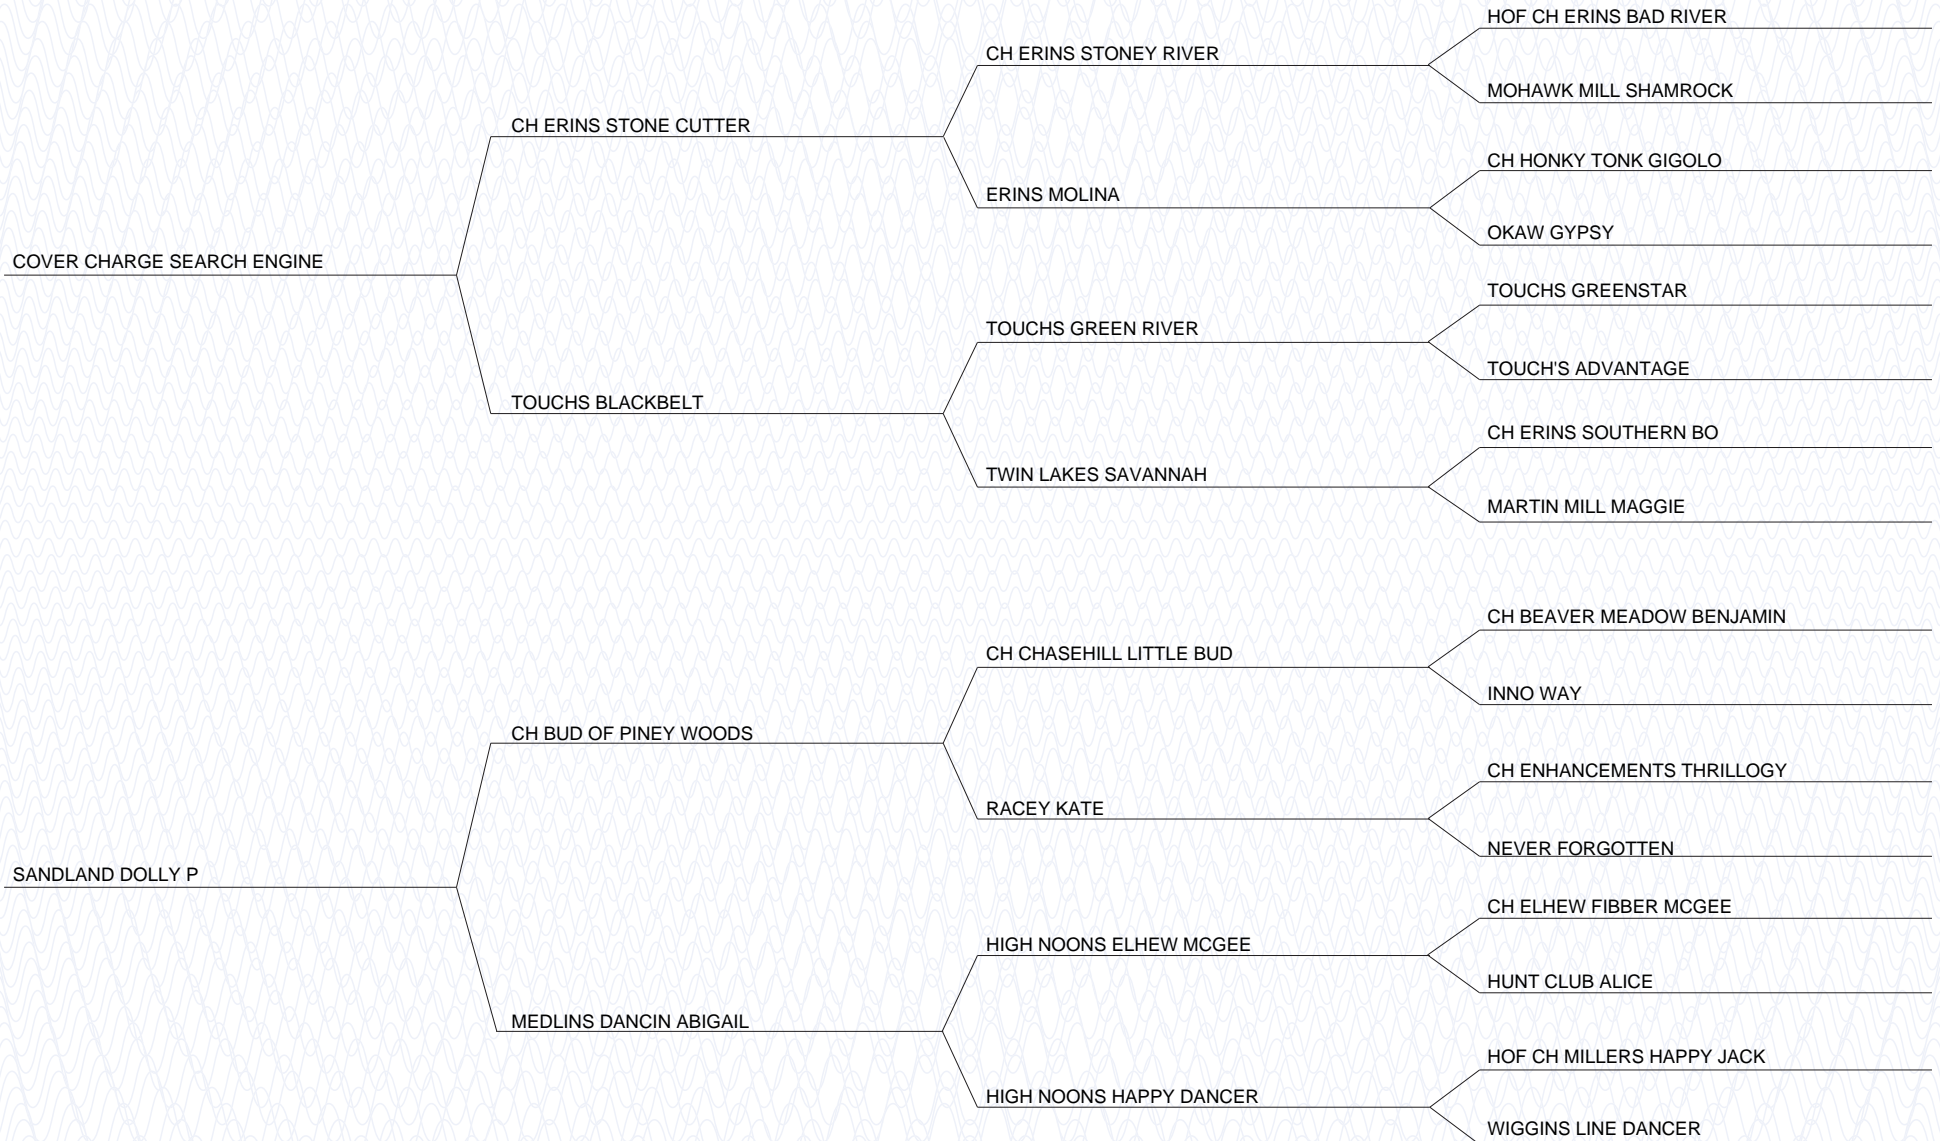 HOF CH ERINS BAD RIVER
CH ERINS STONEY RIVER
MOHAWK MILL SHAMROCK
CH ERINS STONE CUTTER
CH HONKY TONK GIGOLO
ERINS MOLINA
OKAW GYPSY
COVER CHARGE SEARCH ENGINE
TOUCHS GREENSTAR
TOUCHS GREEN RIVER
TOUCH'S ADVANTAGE
TOUCHS BLACKBELT
CH ERINS SOUTHERN BO
TWIN LAKES SAVANNAH
MARTIN MILL MAGGIE
CH BEAVER MEADOW BENJAMIN
CH CHASEHILL LITTLE BUD
INNO WAY
CH BUD OF PINEY WOODS
CH ENHANCEMENTS THRILLOGY
RACEY KATE
NEVER FORGOTTEN
SANDLAND DOLLY P
CH ELHEW FIBBER MCGEE
HIGH NOONS ELHEW MCGEE
HUNT CLUB ALICE
MEDLINS DANCIN ABIGAIL
HOF CH MILLERS HAPPY JACK
HIGH NOONS HAPPY DANCER
WIGGINS LINE DANCER